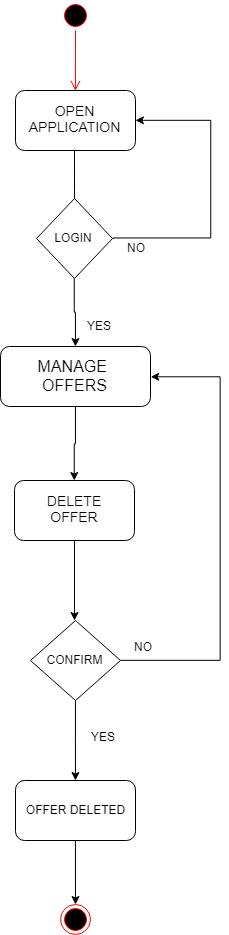 OPEN
APPLICATION
LOGIN
NO
YES
MANAGE
OFFERS
DELETE
OFFER
CONFIRM
NO
YES
OFFER DELETED